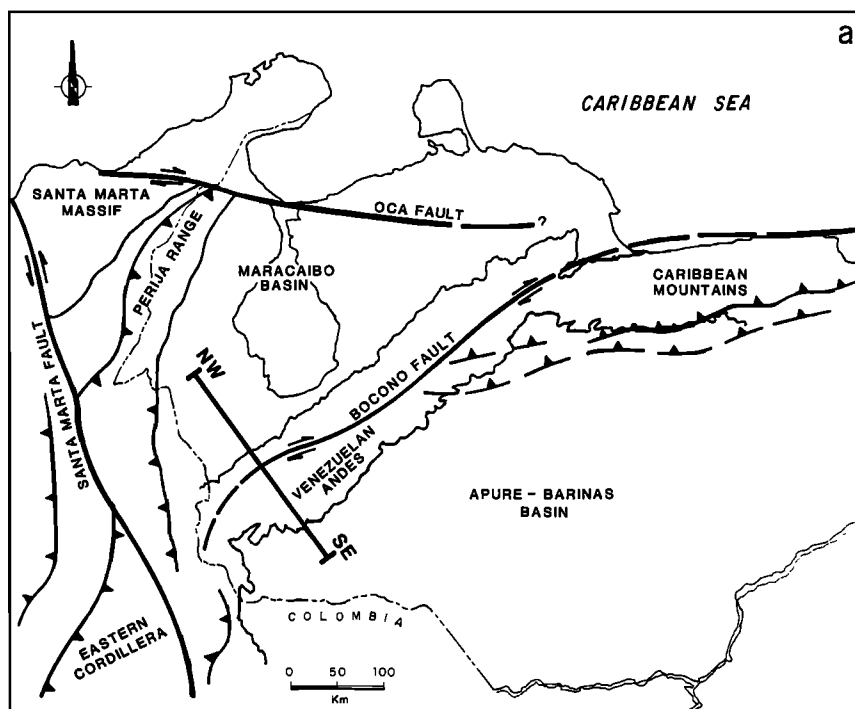 a
CARIBBEAN SEA
SANTA MARTA
MASSIF
OCA FAULT
?
PERIJA RANGE
MARACAIBO
BASIN
CARIBBEAN
MOUNTAINS
SANTA MARTA FAULT
NW
BOCONO FAULT
VENEZUELAN
ANDES
APURE - BARINAS
BASIN
SE
COLOMBIA
EASTERN
CORDILLERA
0 50 100
Km